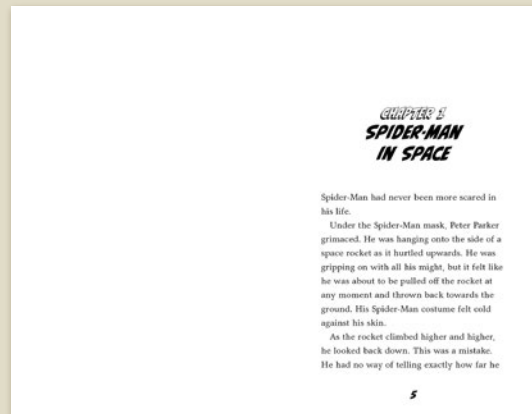 CHAPTER 1
SPIDER-MAN
IN SPACE
Spider-Man had never been more scared in
his life.
Under the Spider-Man mask, Peter Parker
grimaced. He was hanging onto the side of a
space rocket as it hurtled upwards. He was
gripping on with all his might, but it felt like
he was about to be pulled off the rocket at
any moment and thrown back towards the
ground. His Spider-Man costume felt cold
against his skin.
As the rocket climbed higher and higher,
he looked back down. This was a mistake.
He had no way of telling exactly how far he
5